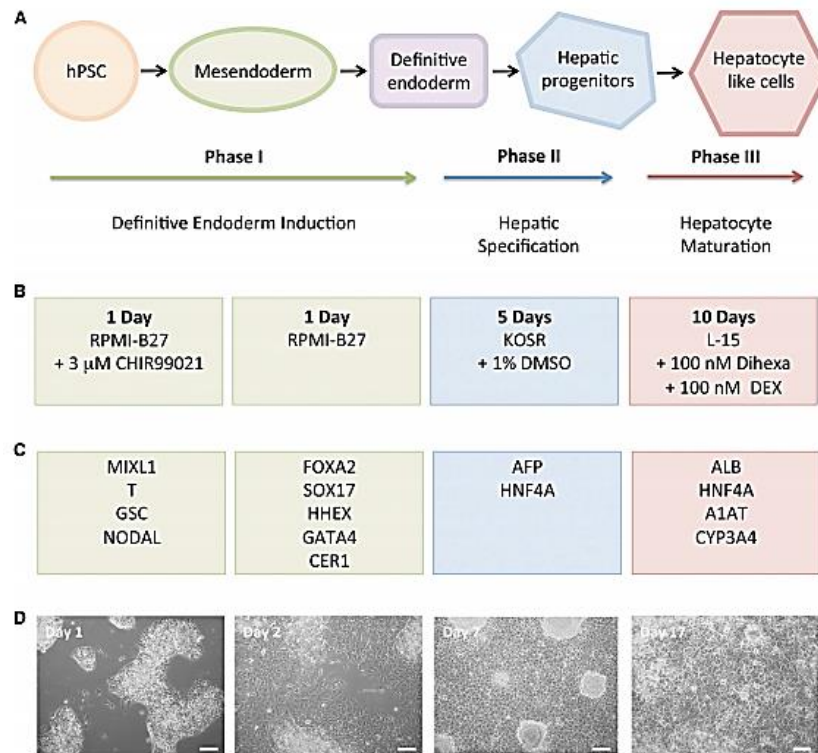 A
hPSC
Mesendoderm
Definitive
endoderm
Hepatic
progenitors
Hepatocyte
like cells
Phase I
Phase II
Phase III
Definitive Endoderm Induction
Hepatic
Specification
Hepatocyte
Maturation
B
1 Day
RPMI-B27
+ 3 µM CHIR99021
1 Day
RPMI-B27
5 Days
KOSR
+ 1% DMSO
10 Days
L-15
+ 100 nM Dihexa
+ 100 nM DEX
C
MIXL1
T
GSC
NODAL
FOXA2
SOX17
HHEX
GATA4
CER1
AFP
HNF4A
ALB
HNF4A
A1AT
CYP3A4
D
Day 1
Day 2
Day 7
Day 17